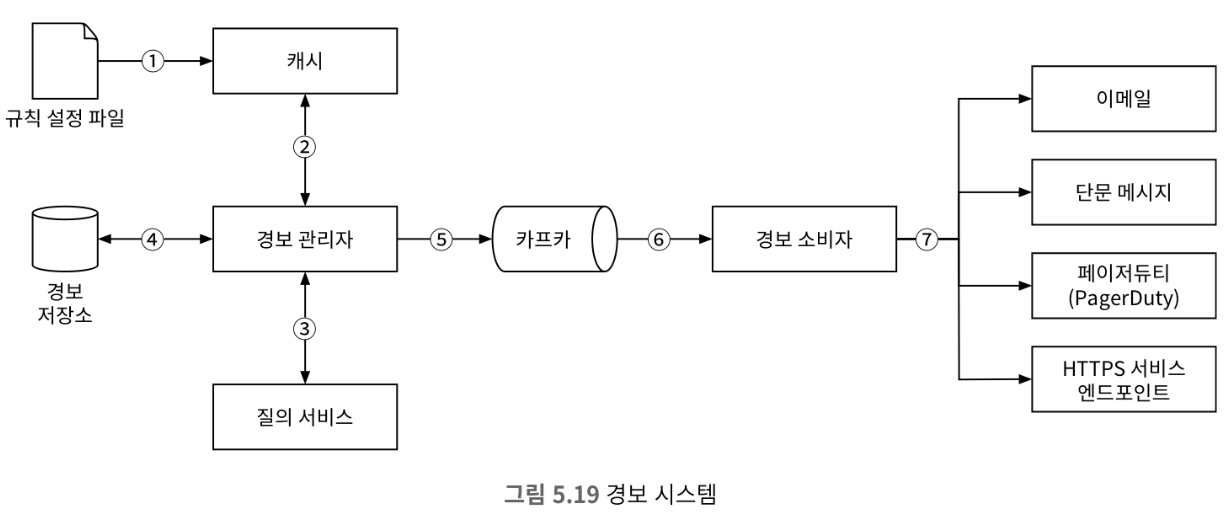 ①
캐시
규칙 설정 파일
②
이메일
단문 메시지
경보 관리자
④
⑤
카프카
⑥
경보 소비자
⑦
경보
저장소
페이저듀티
(PagerDuty)
③
HTTPS 서비스
엔드포인트
질의 서비스
그림 5.19 경보 시스템